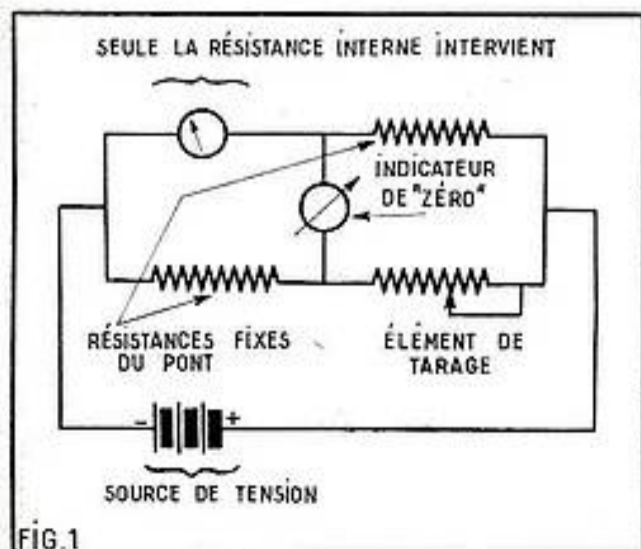 SEULE LA RÉSISTANCE INTERNE INTERVIENT
INDICATEUR
DE "ZÉRO"
RÉSISTANCES FIXES
DU PONT
ÉLÉMENT DE
TARAGE
- +
SOURCE DE TENSION
FIG.1